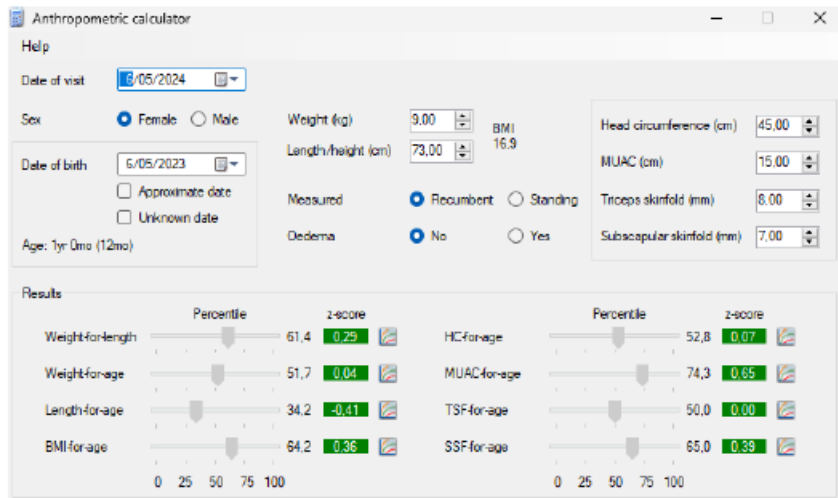 Anthropometric calculator
Help
Date of visit 6/05/2024
Sex Female Male
Date of birth 6/05/2023
Approximate date
Unknown date
Age: 1yr 0mo (12mo)
Weight (kg) 9,00
Length/height (cm) 73,00
BMI
16.9
Measured Recumbent Standing
Oedema No Yes
Head circumference (cm) 45,00
MUAC (cm) 15,00
Triceps skinfold (mm) 8,00
Subscapular skinfold (mm) 7,00
Results
Percentile z-score
Weight-for-length 61,4 0,29
Weight-for-age 51,7 0,04
Length-for-age 34,2 -0,41
BMI-for-age 64,2 0,36
0 25 50 75 100
Percentile z-score
HC-for-age 52,8 0,07
MUAC-for-age 74,3 0,65
TSF-for-age 50,0 0,00
SSF-for-age 65,0 0,39
0 25 50 75 100